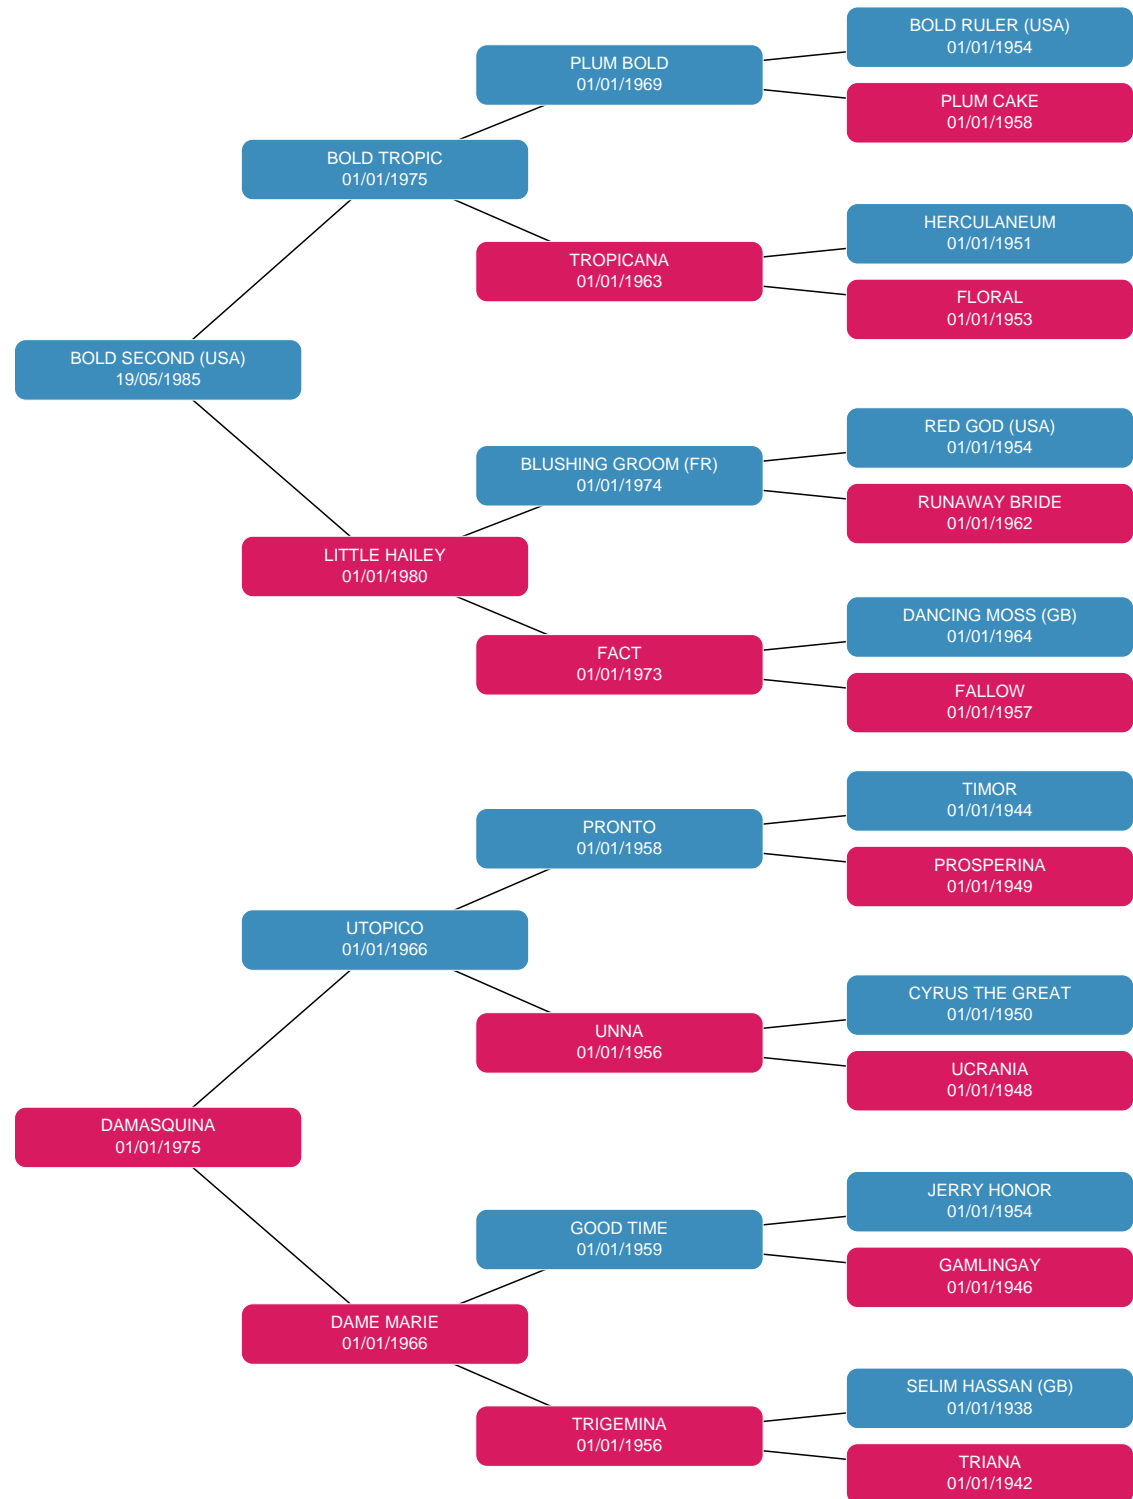 BOLD RULER (USA)
01/01/1954
PLUM BOLD
01/01/1969
PLUM CAKE
01/01/1958
BOLD TROPIC
01/01/1975
HERCULANEUM
01/01/1951
TROPICANA
01/01/1963
FLORAL
01/01/1953
BOLD SECOND (USA)
19/05/1985
RED GOD (USA)
01/01/1954
BLUSHING GROOM (FR)
01/01/1974
RUNAWAY BRIDE
01/01/1962
LITTLE HAILEY
01/01/1980
DANCING MOSS (GB)
01/01/1964
FACT
01/01/1973
FALLOW
01/01/1957
TIMOR
01/01/1944
PRONTO
01/01/1958
PROSPERINA
01/01/1949
UTOPICO
01/01/1966
CYRUS THE GREAT
01/01/1950
UNNA
01/01/1956
UCRANIA
01/01/1948
DAMASQUINA
01/01/1975
JERRY HONOR
01/01/1954
GOOD TIME
01/01/1959
GAMLINGAY
01/01/1946
DAME MARIE
01/01/1966
SELIM HASSAN (GB)
01/01/1938
TRIGEMINA
01/01/1956
TRIANA
01/01/1942